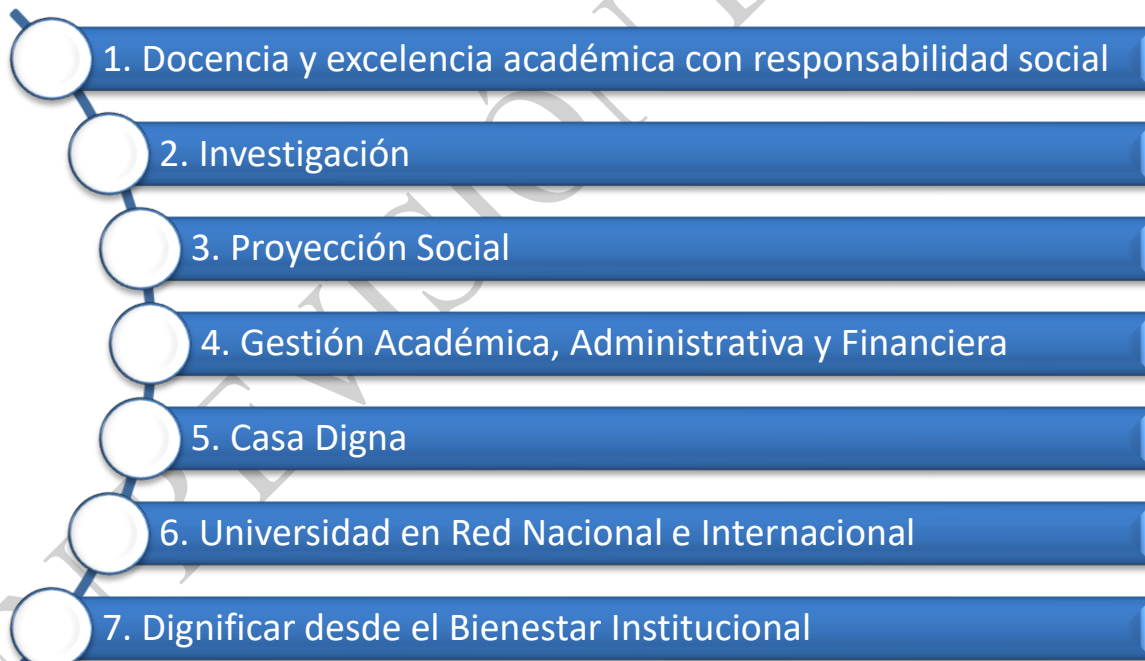 1. Docencia y excelencia académica con responsabilidad social
2. Investigación
3. Proyección Social
4. Gestión Académica, Administrativa y Financiera
5. Casa Digna
6. Universidad en Red Nacional e Internacional
7. Dignificar desde el Bienestar Institucional